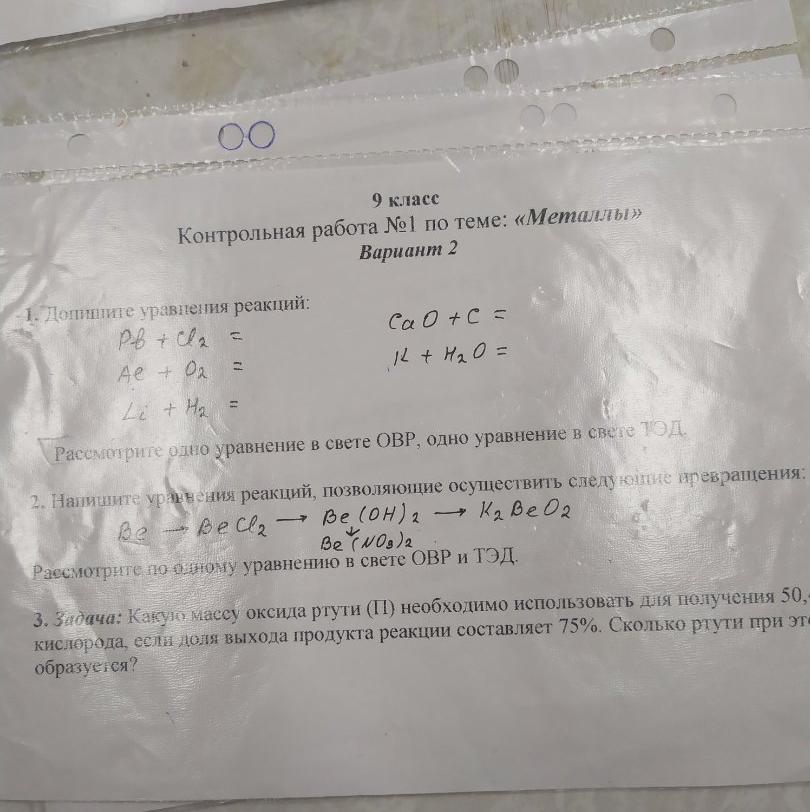 9 класс
Контрольная работа №1 по теме: «Металлы»
Вариант 2
1. Допишите уравнения реакций:
Pb + Cl₂ =
CaO + C =
Al + O₂ =
K + H₂O =
Li + H₂ =
Рассмотрите одно уравнение в свете ОВР, одно уравнение в свете ТЭД.
2. Напишите уравнения реакций, позволяющие осуществить следующие превращения:
Be → BeCl₂ → Be(OH)₂ → K₂BeO₂
↓
Be(NO₃)₂
Рассмотрите по одному уравнению в свете ОВР и ТЭД.
3. Задача: Какую массу оксида ртути (II) необходимо использовать для получения 50,
кислорода, если доля выхода продукта реакции составляет 75%. Сколько ртути при
образуется?